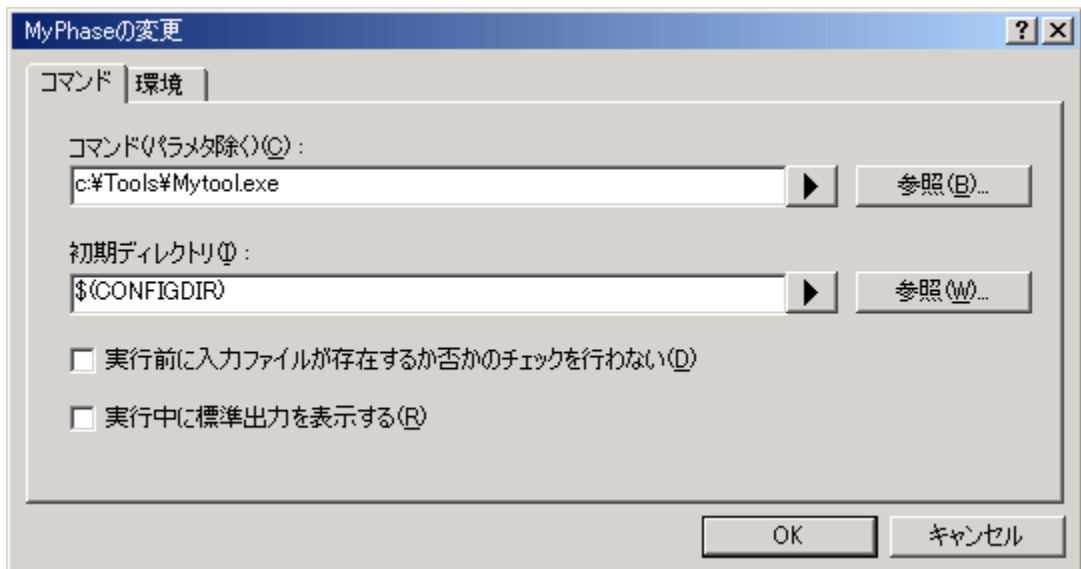 MyPhaseの変更
コマンド 環境
コマンド(パラメタ除く)(C) :
c:¥Tools¥Mytool.exe 参照(B)...
初期ディレクトリ(I) :
$(CONFIGDIR) 参照(W)...
実行前に入力ファイルが存在するか否かのチェックを行わない(D)
実行中に標準出力を表示する(R)
OK キャンセル